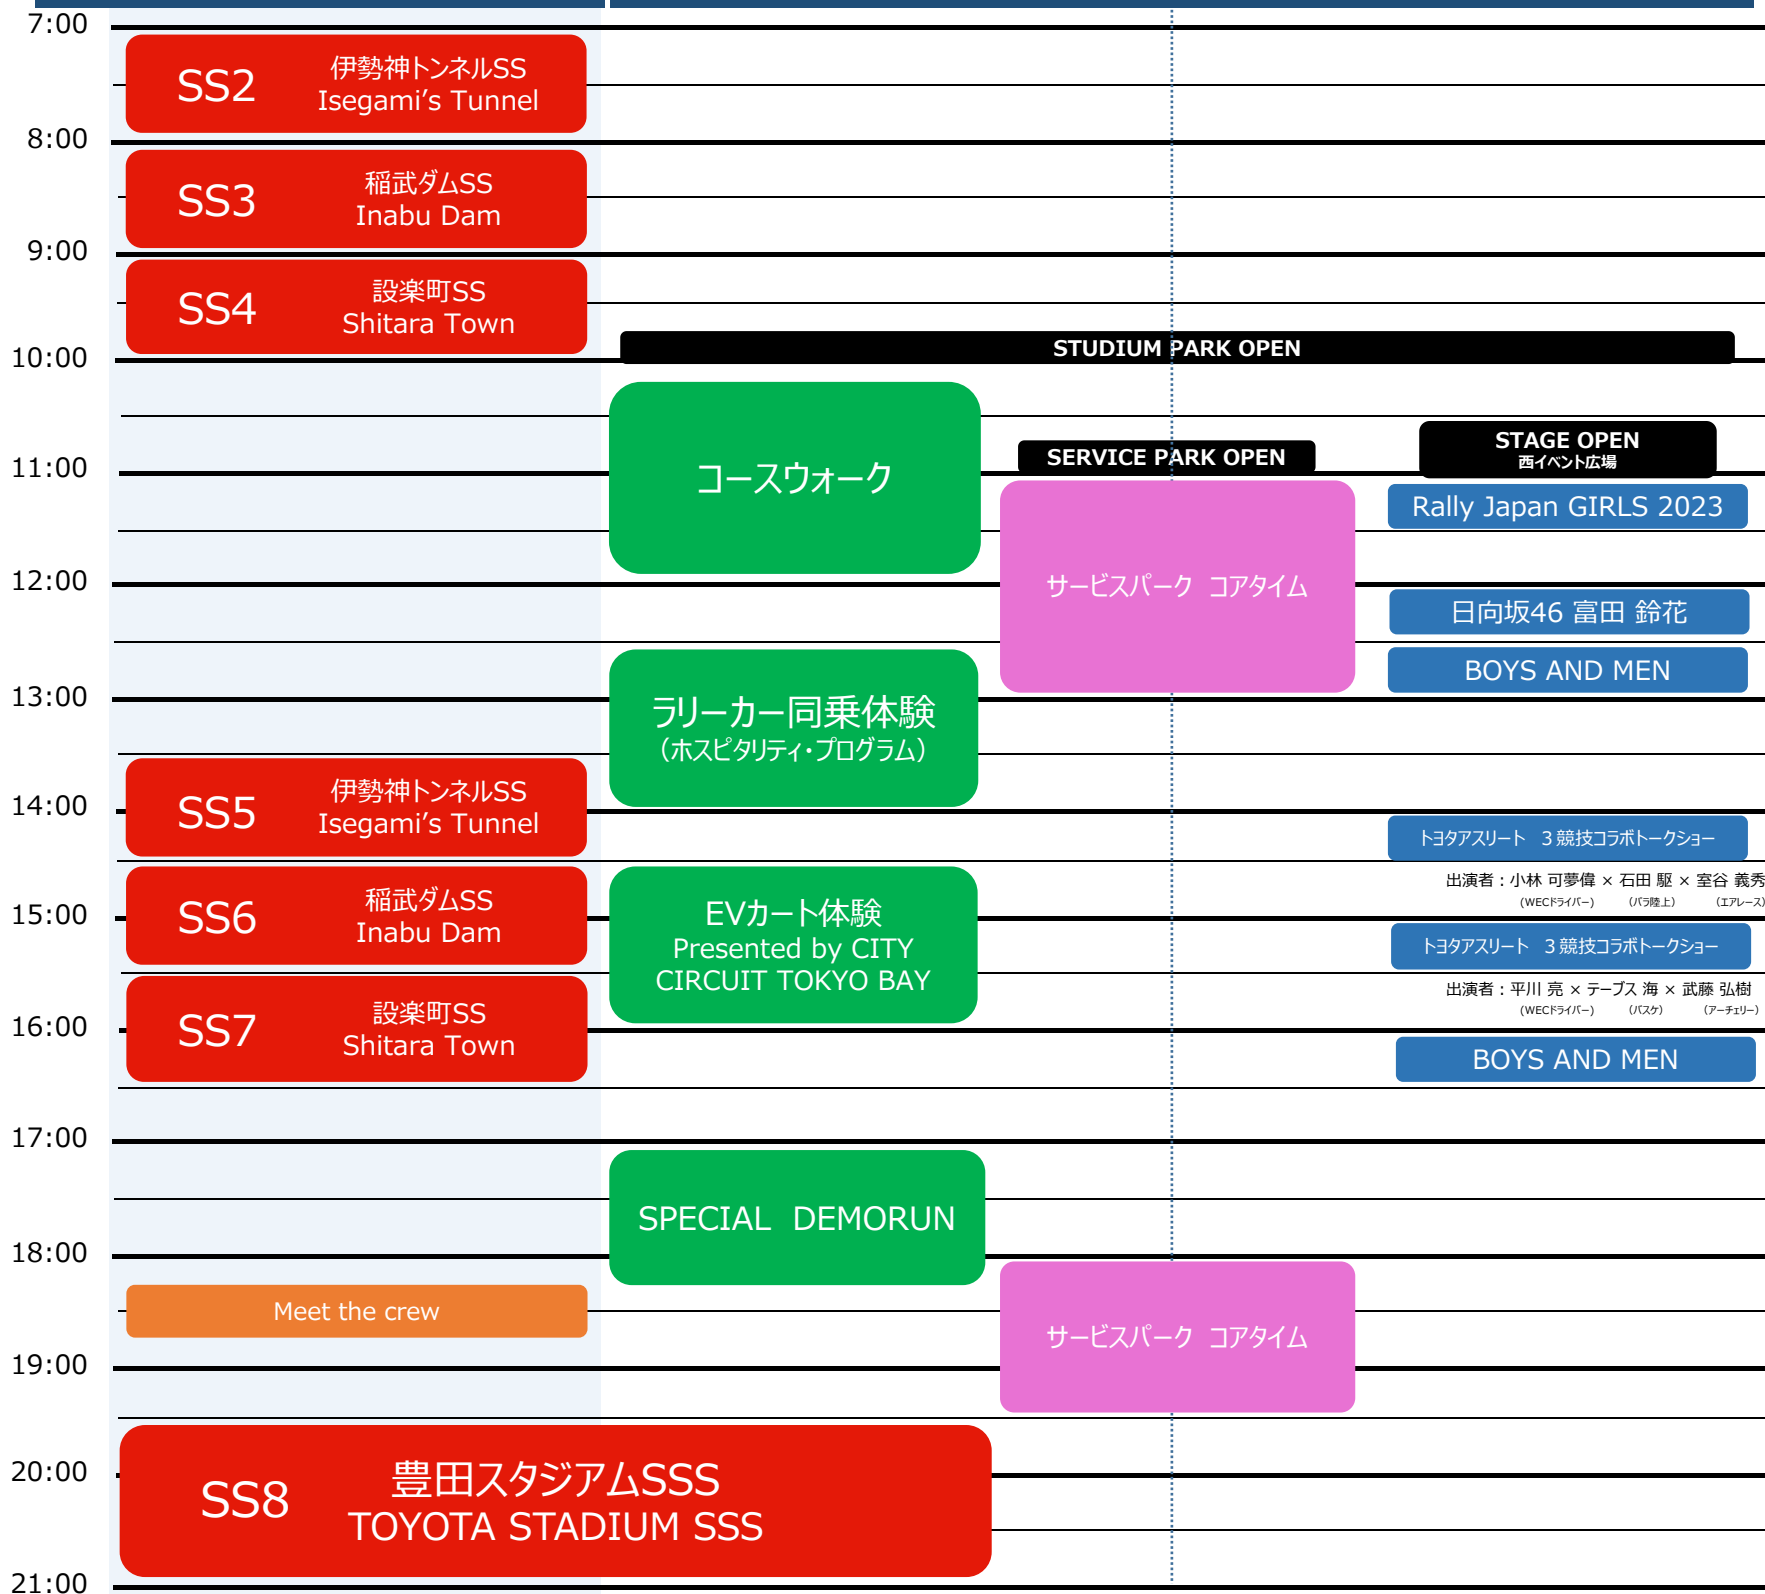 7:00
SS2
伊勢神トンネルSS
Isegami’s Tunnel
8:00
SS3
稲武ダムSS
Inabu Dam
9:00
SS4
設楽町SS
Shitara Town
STUDIUM PARK OPEN
10:00
コースウォーク
STAGE OPEN
西イベント広場
SERVICE PARK OPEN
11:00
Rally Japan GIRLS 2023
サービスパーク コアタイム
12:00
日向坂46 富田 鈴花
BOYS AND MEN
13:00
ラリーカー同乗体験
（ホスピタリティ・プログラム）
SS5
伊勢神トンネルSS
Isegami’s Tunnel
14:00
トヨタアスリート 3競技コラボトークショー
出演者：小林 可夢偉 × 石田 駆 × 室谷 義秀
(WECドライバー) （パラ陸上） （エアレース）
SS6
稲武ダムSS
Inabu Dam
15:00
EVカート体験
Presented by CITY
CIRCUIT TOKYO BAY
トヨタアスリート 3競技コラボトークショー
出演者：平川 亮 × テーブス 海 × 武藤 弘樹
(WECドライバー) （バスケ） （アーチェリー）
SS7
設楽町SS
Shitara Town
16:00
BOYS AND MEN
17:00
SPECIAL DEMORUN
18:00
Meet the crew
サービスパーク コアタイム
19:00
SS8
豊田スタジアムSSS
TOYOTA STADIUM SSS
20:00
21:00